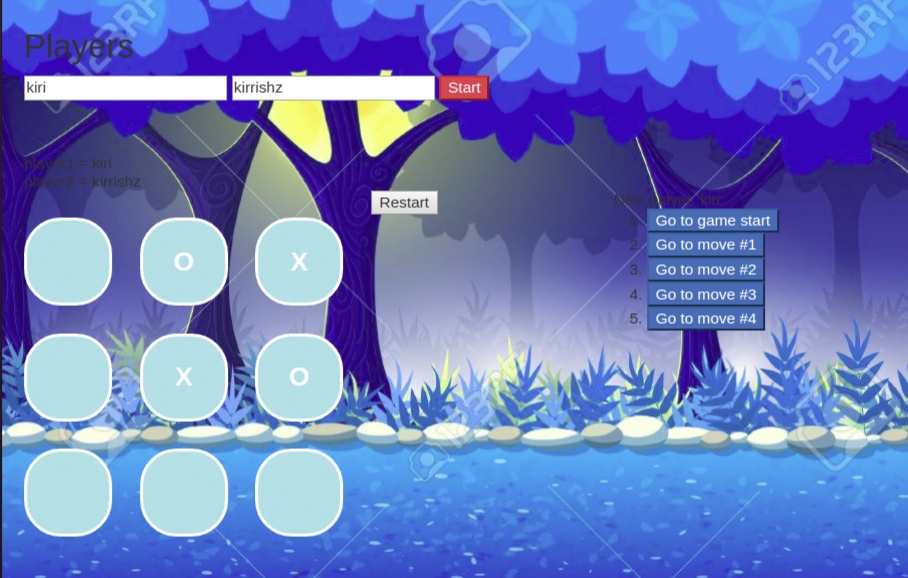 123RF
Players
kiri
kirrishz
Start
player1 = kiri
player2 = kirrishz
Restart
Next player: kiri
1. Go to game start
2. Go to move #1
3. Go to move #2
4. Go to move #3
5. Go to move #4
O X
X O